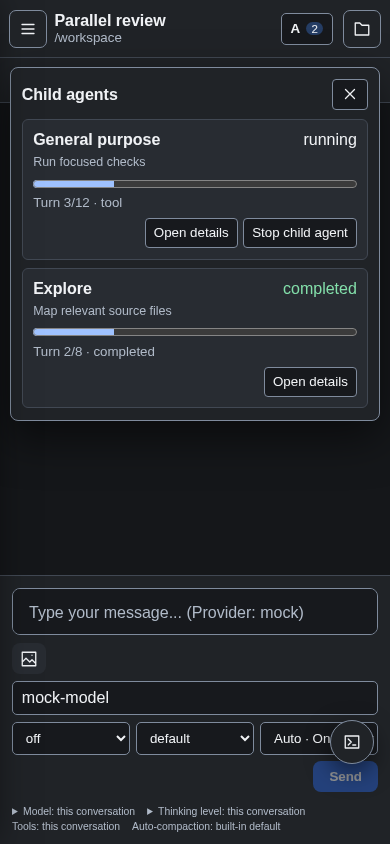 Parallel review
/workspace
A 2
Child agents
General purpose running
Run focused checks
Turn 3/12 · tool
Open details Stop child agent
Explore completed
Map relevant source files
Turn 2/8 · completed
Open details
Type your message... (Provider: mock)
mock-model
off default Auto · On
Send
Model: this conversation Thinking level: this conversation
Tools: this conversation Auto-compaction: built-in default